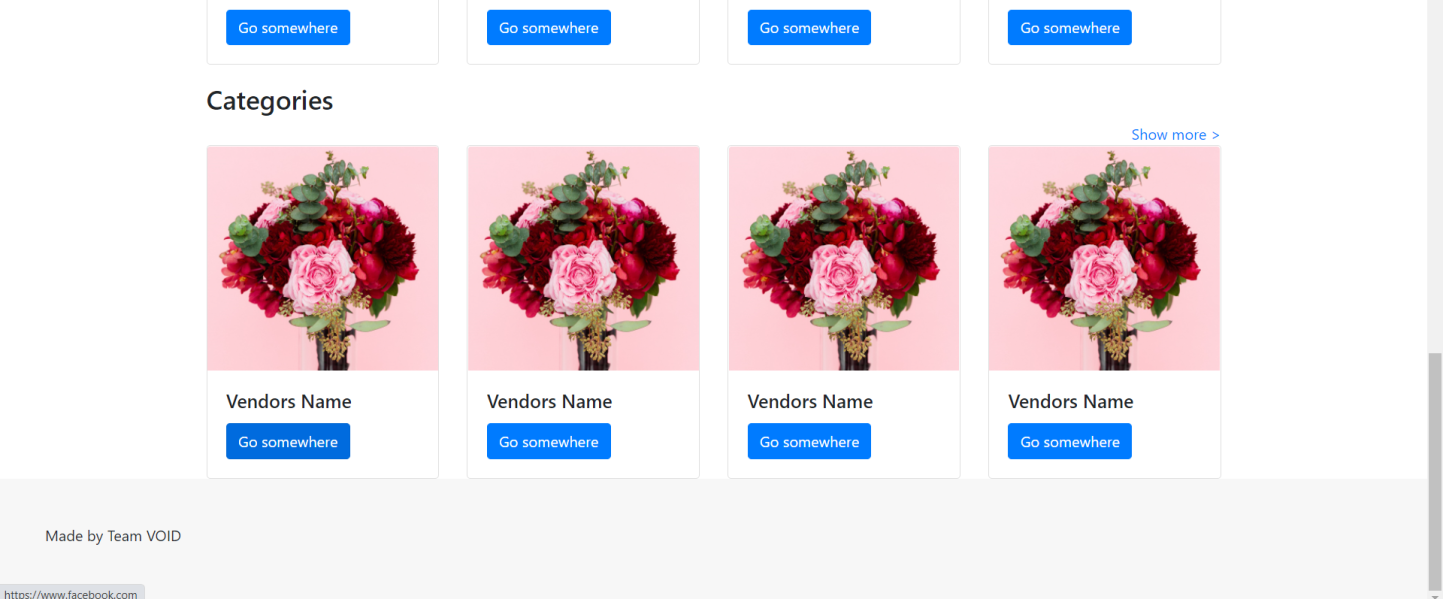 Go somewhere Go somewhere Go somewhere Go somewhere
Categories
Show more >
Vendors Name Vendors Name Vendors Name Vendors Name
Go somewhere Go somewhere Go somewhere Go somewhere
Made by Team VOID
https://www.facebook.com